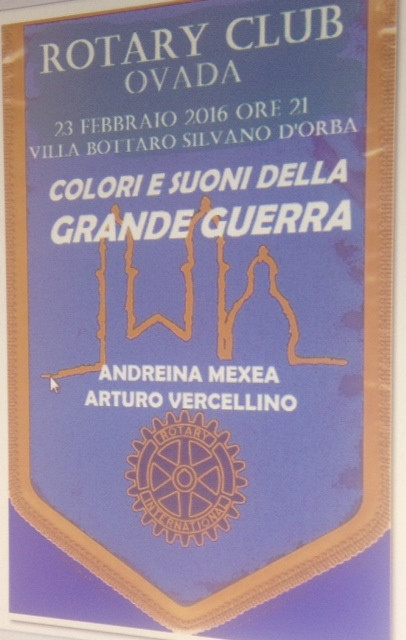 ROTARY CLUB
OVADA
23 FEBBRAIO 2016 ORE 21
VILLA BOTTARO SILVANO D'ORBA
COLORI E SUONI DELLA
GRANDE GUERRA
ANDREINA MEXEA
ARTURO VERCELLINO
ROTARY
INTERNATIONAL